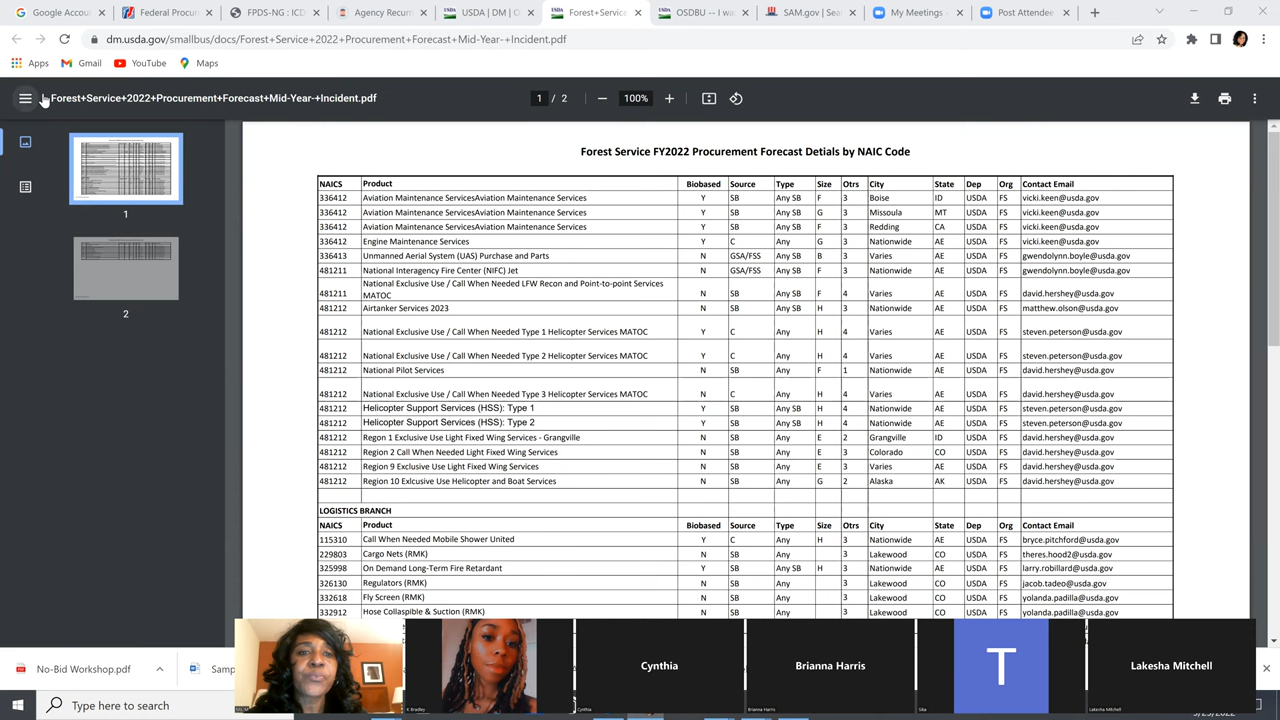 Google Accou Federal Procur FPDS-NG : ICD Agency Recurri USDA | DM | O Forest+Service OSDBU -- I wa SAM.gov | Sear My Meetings - Post Attendee
dm.usda.gov/smallbus/docs/Forest+Service+2022+Procurement+Forecast+Mid-Year-+Incident.pdf
Apps Gmail YouTube Maps
Forest+Service+2022+Procurement+Forecast+Mid-Year-+Incident.pdf 1 / 2 100%
1
2
Forest Service FY2022 Procurement Forecast Detials by NAIC Code
NAICS Product Biobased Source Type Size Otrs City State Dep Org Contact Email
336412 Aviation Maintenance ServicesAviation Maintenance Services Y SB Any SB F 3 Boise ID USDA FS vicki.keen@usda.gov
336412 Aviation Maintenance ServicesAviation Maintenance Services Y SB Any SB G 3 Missoula MT USDA FS vicki.keen@usda.gov
336412 Aviation Maintenance ServicesAviation Maintenance Services Y SB Any SB F 3 Redding CA USDA FS vicki.keen@usda.gov
336412 Engine Maintenance Services Y C Any G 3 Nationwide AE USDA FS vicki.keen@usda.gov
336413 Unmanned Aerial System (UAS) Purchase and Parts N GSA/FSS Any SB B 3 Varies AE USDA FS gwendolynn.boyle@usda.gov
481211 National Interagency Fire Center (NIFC) Jet N GSA/FSS Any SB F 3 Nationwide AE USDA FS gwendolynn.boyle@usda.gov
National Exclusive Use / Call When Needed LFW Recon and Point-to-point Services
481211 MATOC N SB Any SB F 4 Varies AE USDA FS david.hershey@usda.gov
481212 Airtanker Services 2023 N SB Any SB H 3 Nationwide AE USDA FS matthew.olson@usda.gov
481212 National Exclusive Use / Call When Needed Type 1 Helicopter Services MATOC Y C Any H 4 Varies AE USDA FS steven.peterson@usda.gov
481212 National Exclusive Use / Call When Needed Type 2 Helicopter Services MATOC Y C Any H 4 Varies AE USDA FS steven.peterson@usda.gov
481212 National Pilot Services N SB Any F 1 Nationwide AE USDA FS david.hershey@usda.gov
481212 National Exclusive Use / Call When Needed Type 3 Helicopter Services MATOC N C Any H 4 Varies AE USDA FS david.hershey@usda.gov
481212 Helicopter Support Services (HSS): Type 1 Y SB Any SB H 4 Nationwide AE USDA FS steven.peterson@usda.gov
481212 Helicopter Support Services (HSS): Type 2 Y SB Any SB H 4 Nationwide AE USDA FS steven.peterson@usda.gov
481212 Regon 1 Exclusive Use Light Fixed Wing Services - Grangville N SB Any E 2 Grangville ID USDA FS david.hershey@usda.gov
481212 Region 2 Call When Needed Light Fixed Wing Services N SB Any E 3 Colorado CO USDA FS david.hershey@usda.gov
481212 Region 9 Exclusive Use Light Fixed Wing Services N SB Any E 3 Varies AE USDA FS david.hershey@usda.gov
481212 Region 10 Exlcusive Use Helicopter and Boat Services N SB Any G 2 Alaska AK USDA FS david.hershey@usda.gov
LOGISTICS BRANCH
NAICS Product Biobased Source Type Size Otrs City State Dep Org Contact Email
115310 Call When Needed Mobile Shower United Y C Any H 3 Nationwide AE USDA FS bryce.pitchford@usda.gov
229803 Cargo Nets (RMK) N SB Any 3 Lakewood CO USDA FS theres.hood2@usda.gov
325998 On Demand Long-Term Fire Retardant Y SB Any SB H 3 Nationwide AE USDA FS larry.robillard@usda.gov
326130 Regulators (RMK) N SB Any 3 Lakewood CO USDA FS jacob.tadeo@usda.gov
332618 Fly Screen (RMK) N SB Any 3 Lakewood CO USDA FS yolanda.padilla@usda.gov
332912 Hose Collaspible & Suction (RMK) N SB Any 3 Lakewood CO USDA FS yolanda.padilla@usda.gov
No-Bid Workshop.pdf Samp
K Bradley
Cynthia
Cynthia
Brianna Harris
Brianna Harris
T
Sika
Lakesha Mitchell
Lakesha Mitchell
Type here to search